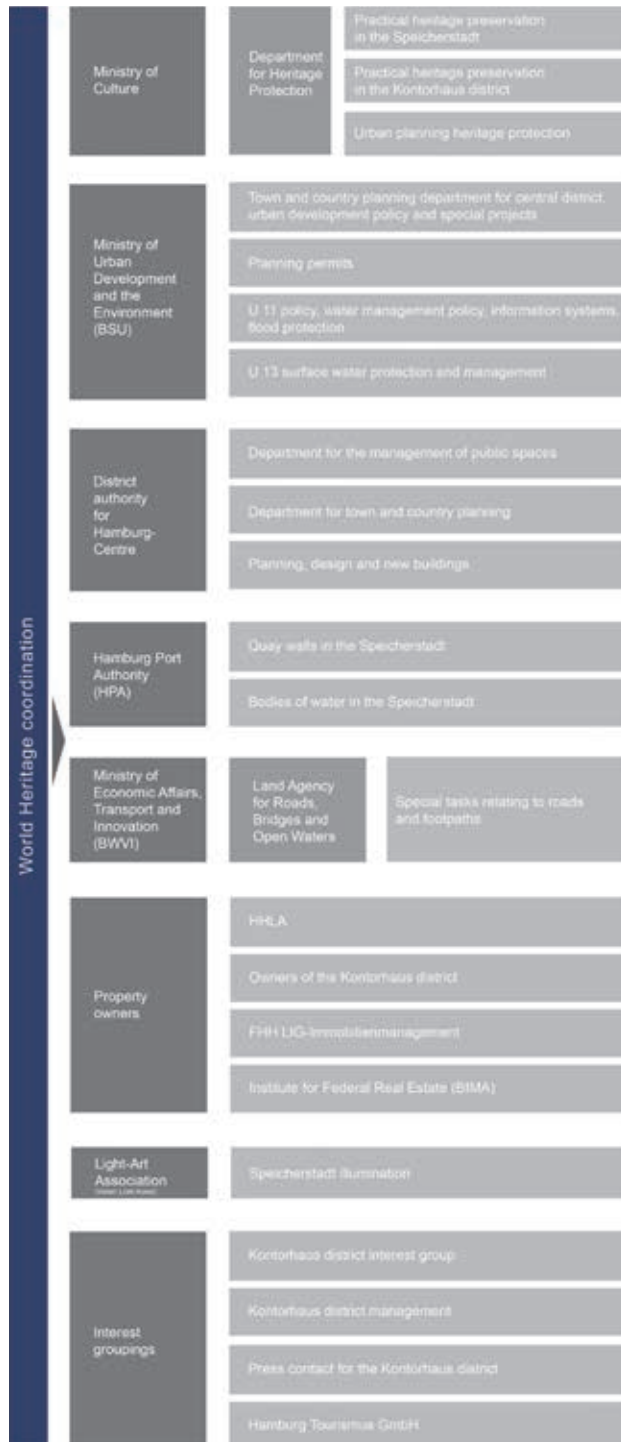 World Heritage coordination
Ministry of
Culture
Department
for Heritage
Protection
Practical heritage preservation
in the Speicherstadt
Practical heritage preservation
in the Kontorhaus district
Urban planning heritage protection
Ministry of
Urban
Development
and the
Environment
(BSU)
Town and country planning department for central district,
urban development policy and special projects
Planning permits
U 11 policy, water management policy, information systems,
flood protection
U 13 surface water protection and management
District
authority
for
Hamburg-
Centre
Department for the management of public spaces
Department for town and country planning
Planning, design and new buildings
Hamburg Port
Authority
(HPA)
Quay walls in the Speicherstadt
Bodies of water in the Speicherstadt
Ministry of
Economic Affairs,
Transport and
Innovation
(BWVI)
Land Agency
for Roads,
Bridges and
Open Waters
Special tasks relating to roads
and footpaths
Property
owners
HHLA
Owners of the Kontorhaus district
FHH LIG-Immobilienmanagement
Institute for Federal Real Estate (BIMA)
Light-Art
Association
Speicherstadt illumination
Interest
groupings
Kontorhaus district interest group
Kontorhaus district management
Press contact for the Kontorhaus district
Hamburg Tourismus GmbH